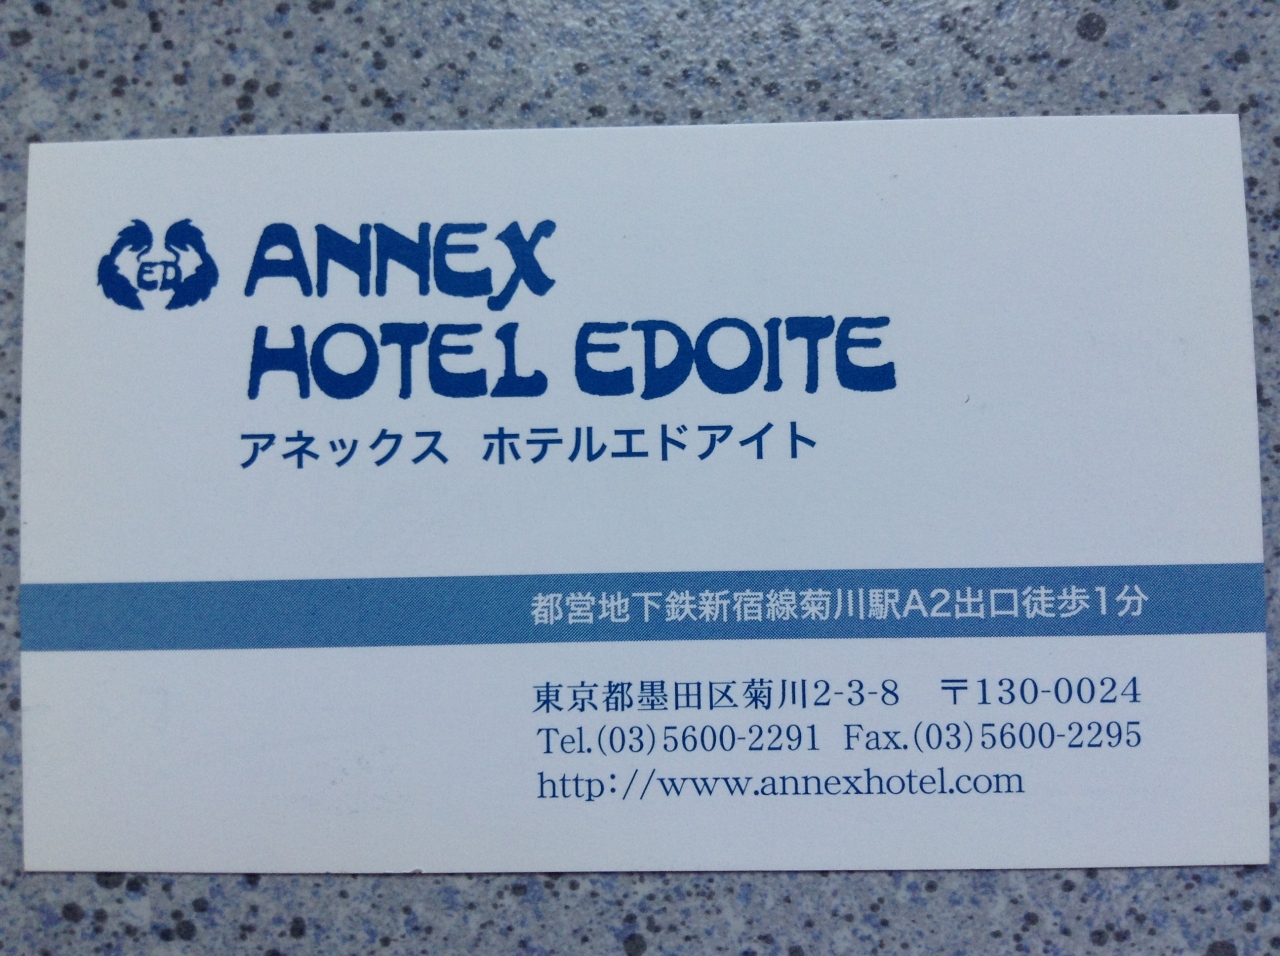 ED
ANNEX
HOTEL EDOITE
アネックス ホテルエドアイト
都営地下鉄新宿線菊川駅A2出口徒歩1分
東京都墨田区菊川2-3-8 〒130-0024
Tel.(03)5600-2291 Fax.(03)5600-2295
http://www.annexhotel.com